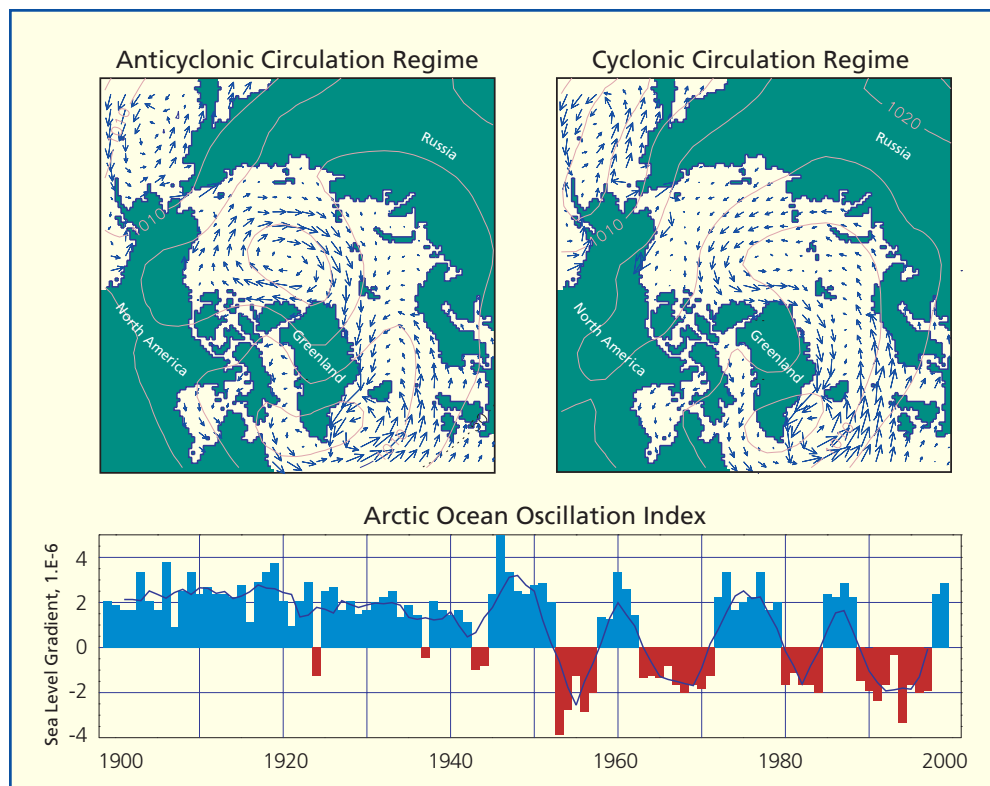 Anticyclonic Circulation Regime
Cyclonic Circulation Regime
Russia
1010
North America
Greenland
1020
Russia
1010
North America
Greenland
Arctic Ocean Oscillation Index
Sea Level Gradient, 1.E-6
4
2
0
-2
-4
1900
1920
1940
1960
1980
2000